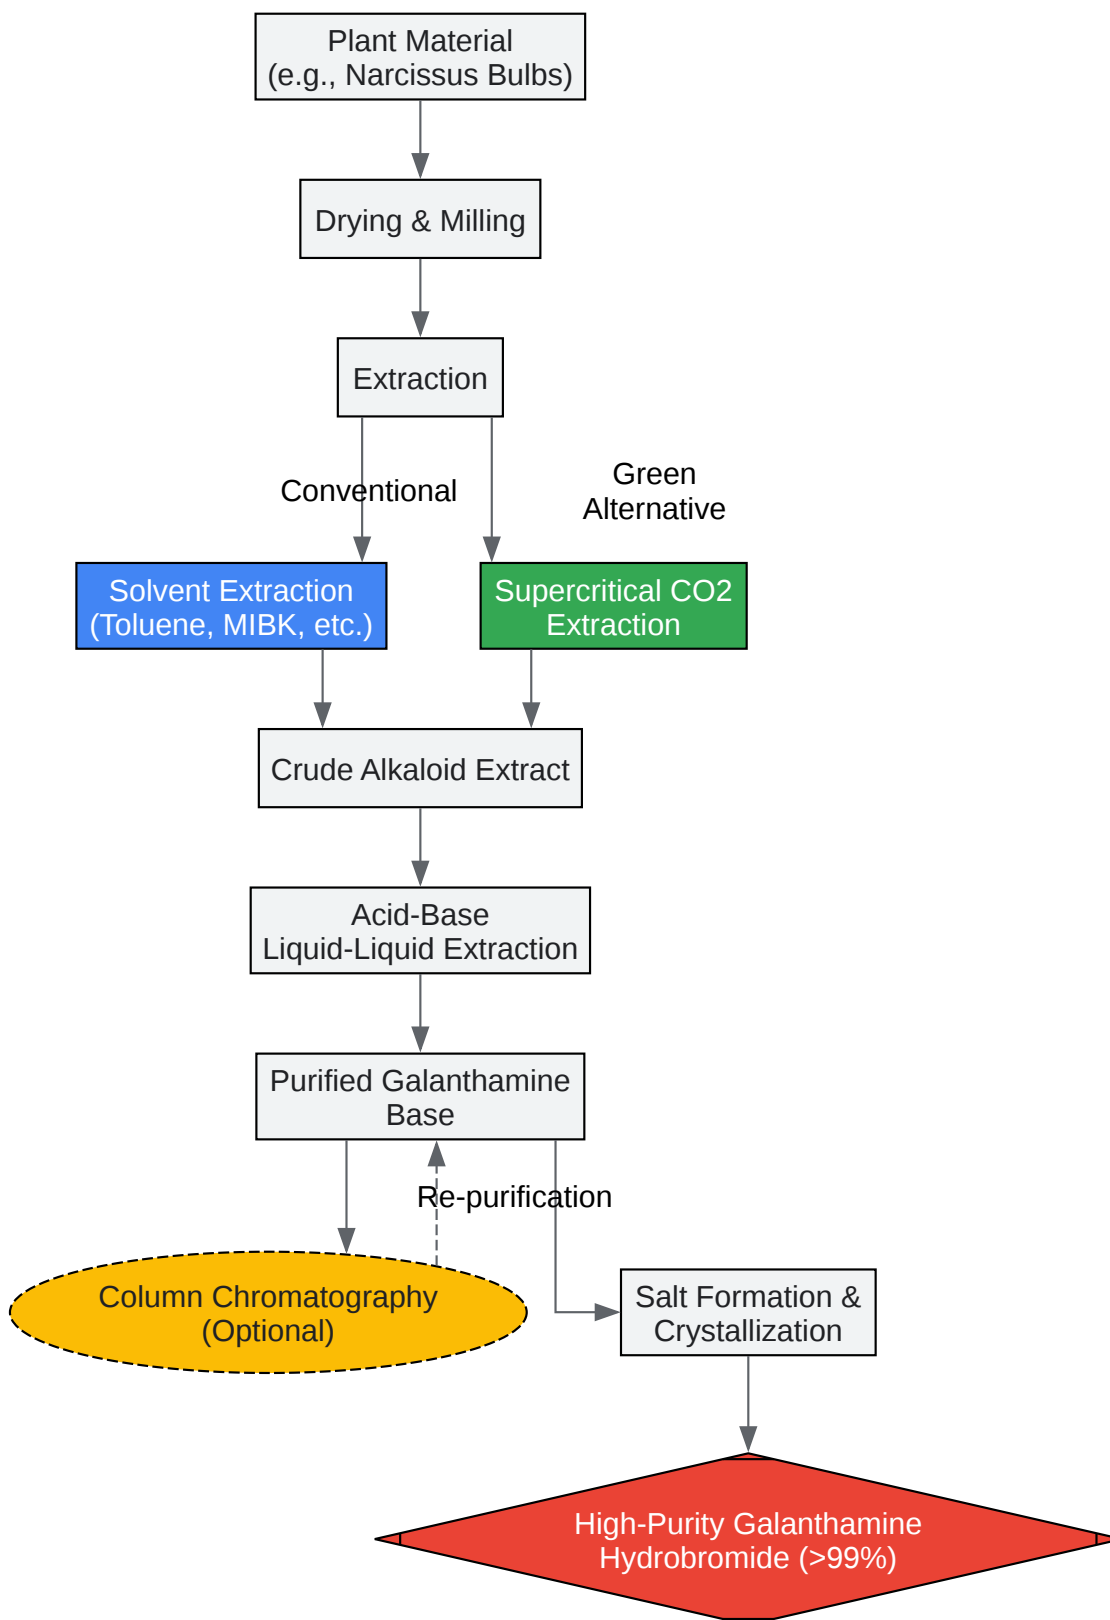 Plant Material
(e.g., Narcissus Bulbs)
Drying & Milling
Extraction
Conventional
Green
Alternative
Solvent Extraction
(Toluene, MIBK, etc.)
Supercritical CO2
Extraction
Crude Alkaloid Extract
Acid-Base
Liquid-Liquid Extraction
Purified Galanthamine
Base
Re-purification
Column Chromatography
(Optional)
Salt Formation &
Crystallization
High-Purity Galanthamine
Hydrobromide (>99%)